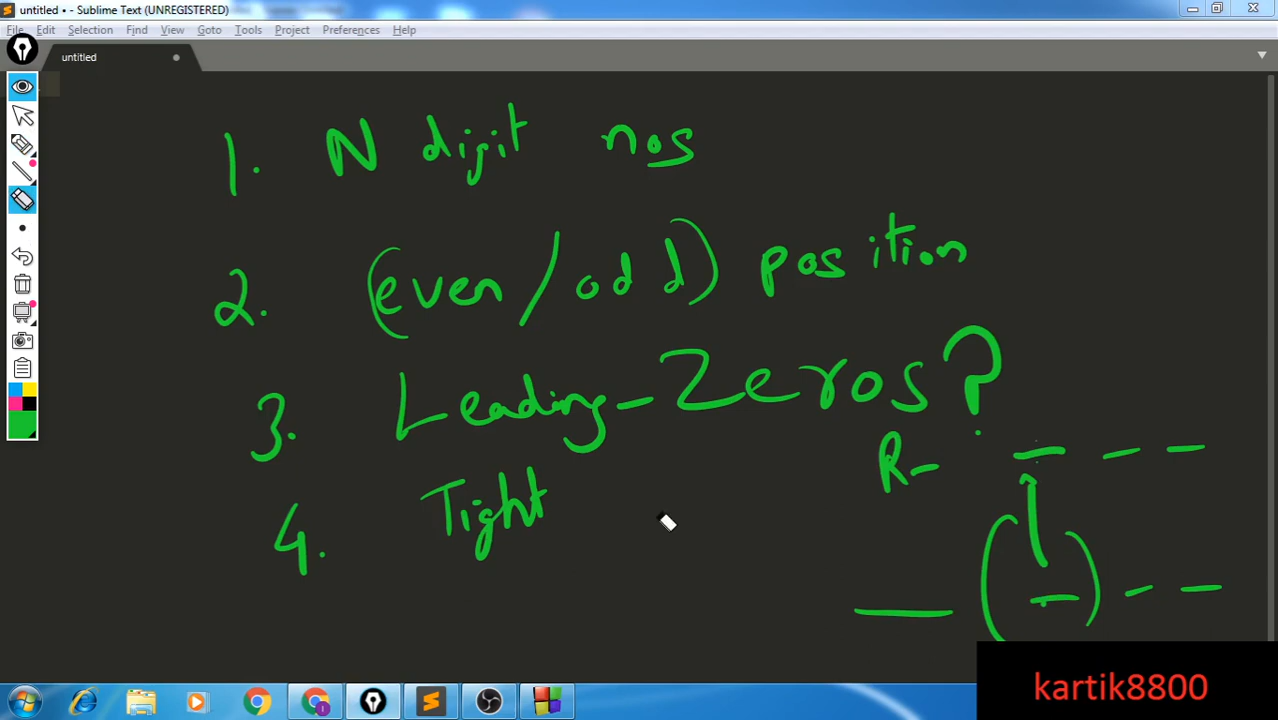 untitled • - Sublime Text (UNREGISTERED)
File Edit Selection Find View Goto Tools Project Preferences Help
untitled
1. N digit nos
2. (even/odd) position
3. Leading-Zeros?
R-
4. Tight
kartik8800